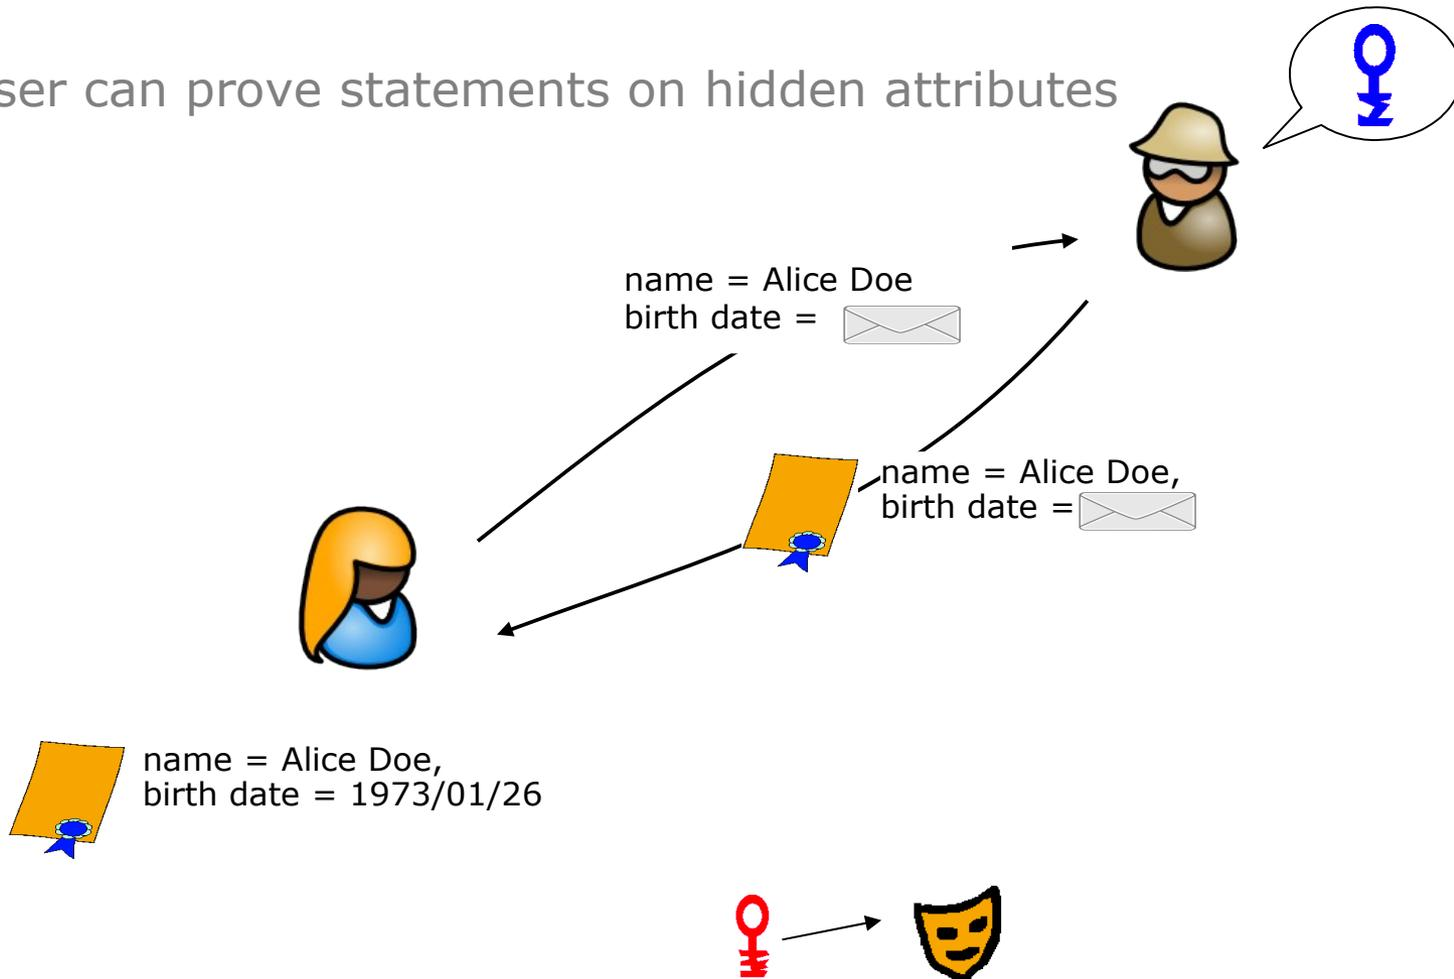 ser can prove statements on hidden attributes
name = Alice Doe
birth date =
name = Alice Doe,
birth date =
name = Alice Doe,
birth date = 1973/01/26